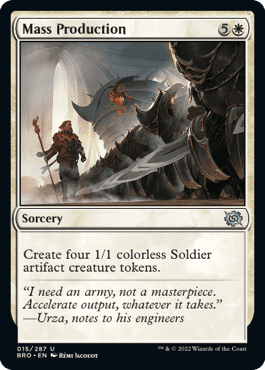 Mass Production 5
Sorcery
Create four 1/1 colorless Soldier
artifact creature tokens.
“I need an army, not a masterpiece.
Accelerate output, whatever it takes.”
—Urza, notes to his engineers
015/287 U
BRO • EN Rémi Jacquot
™ & © 2022 Wizards of the Coast